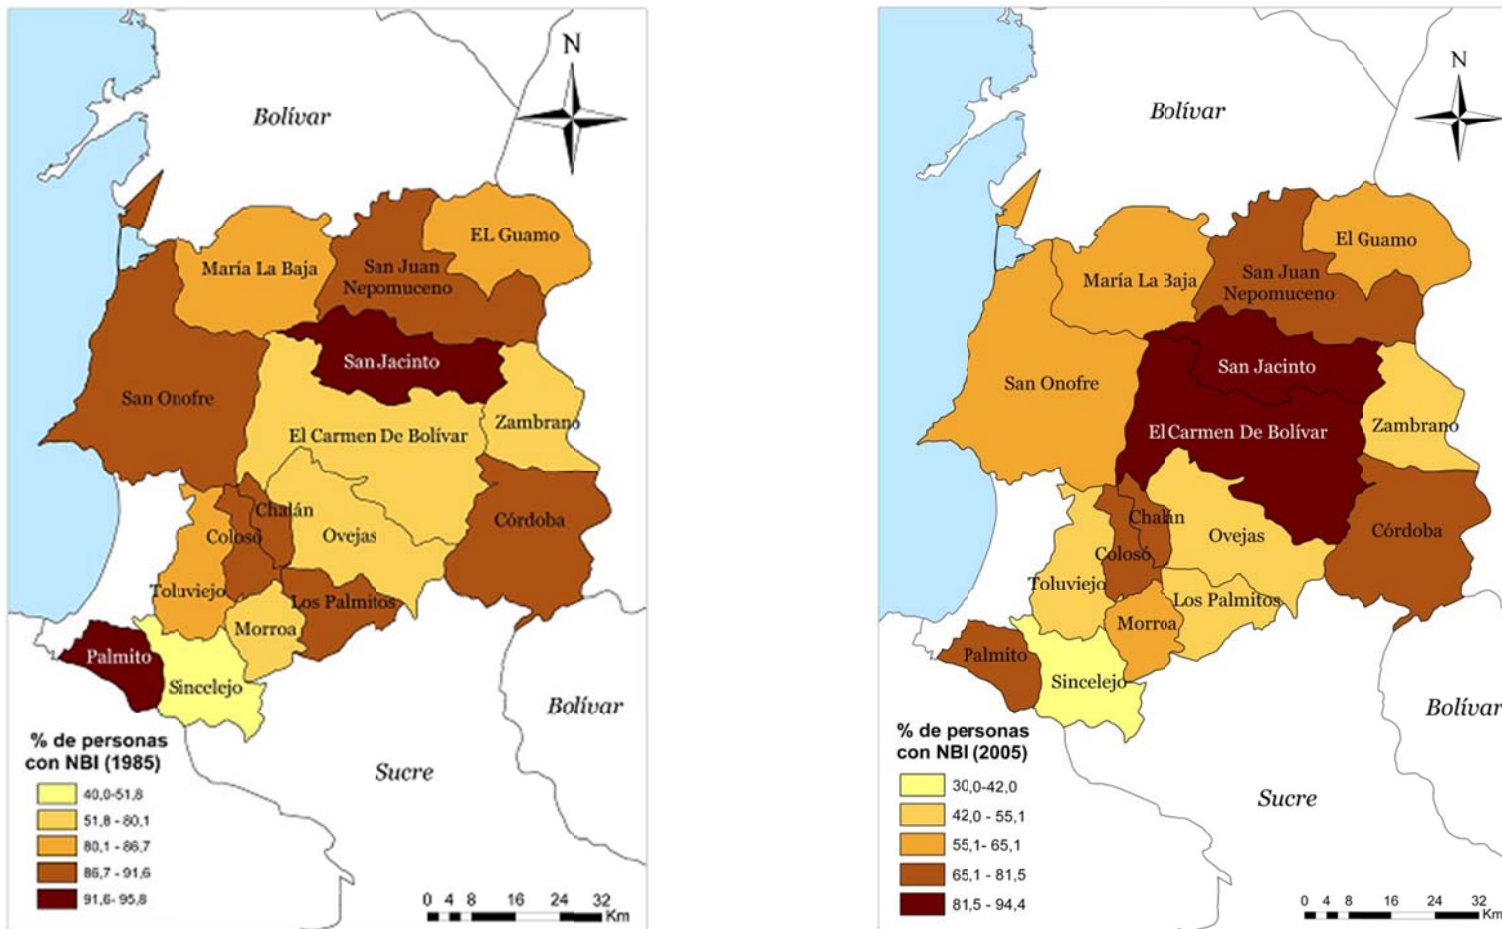 N
Bolívar
EL Guamo
María La Baja
San Juan
Nepomuceno
San Jacinto
San Onofre
Zambrano
El Carmen De Bolívar
Chalán
Córdoba
Colosó
Ovejas
Toluviejo
Los Palmitos
Morroa
Palmito
Sincelejo
Bolívar
Sucre
% de personas
con NBI (1985)
40,0-51,8
51,8 - 80,1
80,1 - 86,7
86,7 - 91,6
91,6- 95,8
0 4 8 16 24 32
Km
N
Bolívar
El Guamo
María La Baja
San Juan
Nepomuceno
San Jacinto
San Onofre
Zambrano
El Carmen De Bolívar
Chalán
Córdoba
Colosó
Ovejas
Toluviejo
Los Palmitos
Morroa
Palmito
Sincelejo
Bolívar
Sucre
% de personas
con NBI (2005)
30,0-42,0
42,0 - 55,1
55,1- 65,1
65,1 - 81,5
81,5 - 94,4
0 4 8 16 24 32
Km